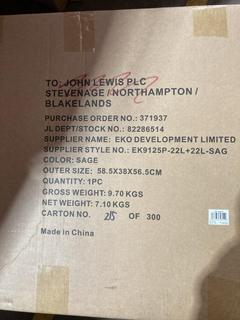 TO: JOHN LEWIS PLC
STEVENAGE / NORTHAMPTON /
BLAKELANDS
PURCHASE ORDER NO.: 371937
JL DEPT/STOCK NO.: 82286514
SUPPLIER NAME: EKO DEVELOPMENT LIMITED
SUPPLIER STYLE NO.: EK9125P-22L+22L-SAG
COLOR: SAGE
OUTER SIZE: 58.5X38X56.5CM
QUANTITY: 1PC
GROSS WEIGHT: 9.70 KGS
NET WEIGHT: 7.10 KGS
CARTON NO. 215 OF 300
Made in China